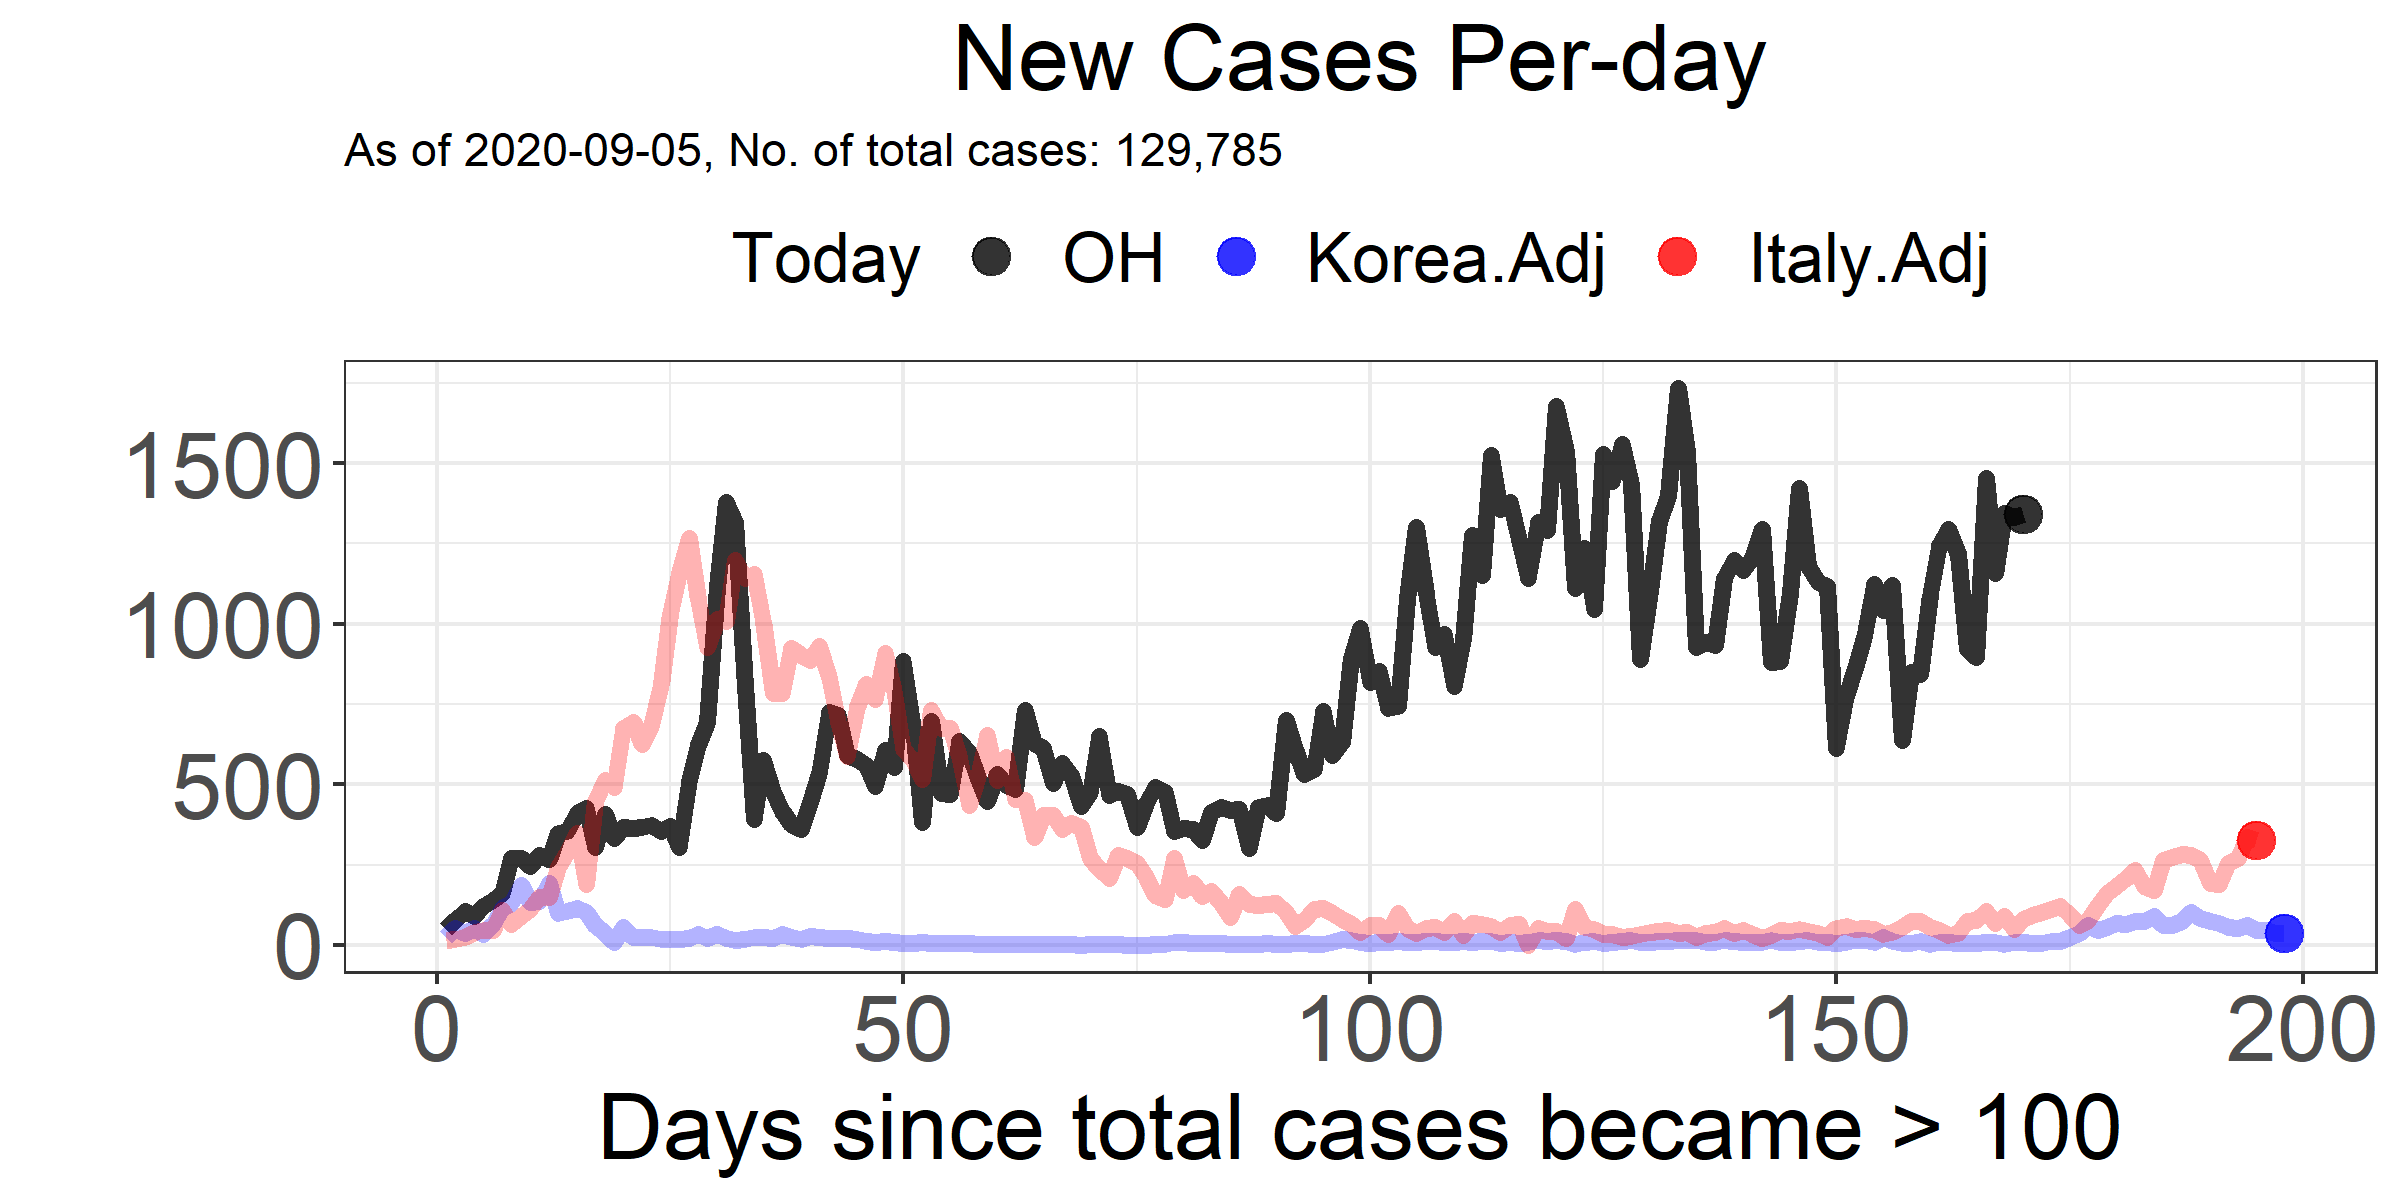 New Cases Per-day
As of 2020-09-05, No. of total cases: 129,785
Today OH Korea.Adj Italy.Adj
1500
1000
500
0
0 50 100 150 200
Days since total cases became > 100